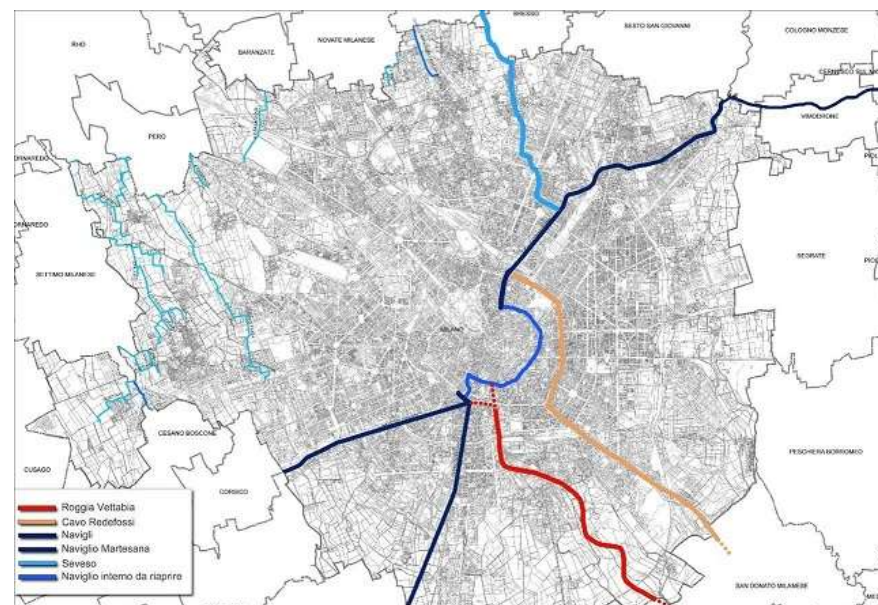 BRESSO
SESTO SAN GIOVANNI
COLOGNO MONZESE
RHO
BARANZATE
NOVATE MILANESE
VIMODRONE
PERO
SETTIMO MILANESE
SEGRATE
MILANO
CESANO BOSCONE
CUSAGO
CORSICO
PESCHIERA BORROMEO
SAN DONATO MILANESE
Roggia Vettabia
Cavo Redefossi
Navigli
Naviglio Martesana
Seveso
Naviglio interno da riaprire